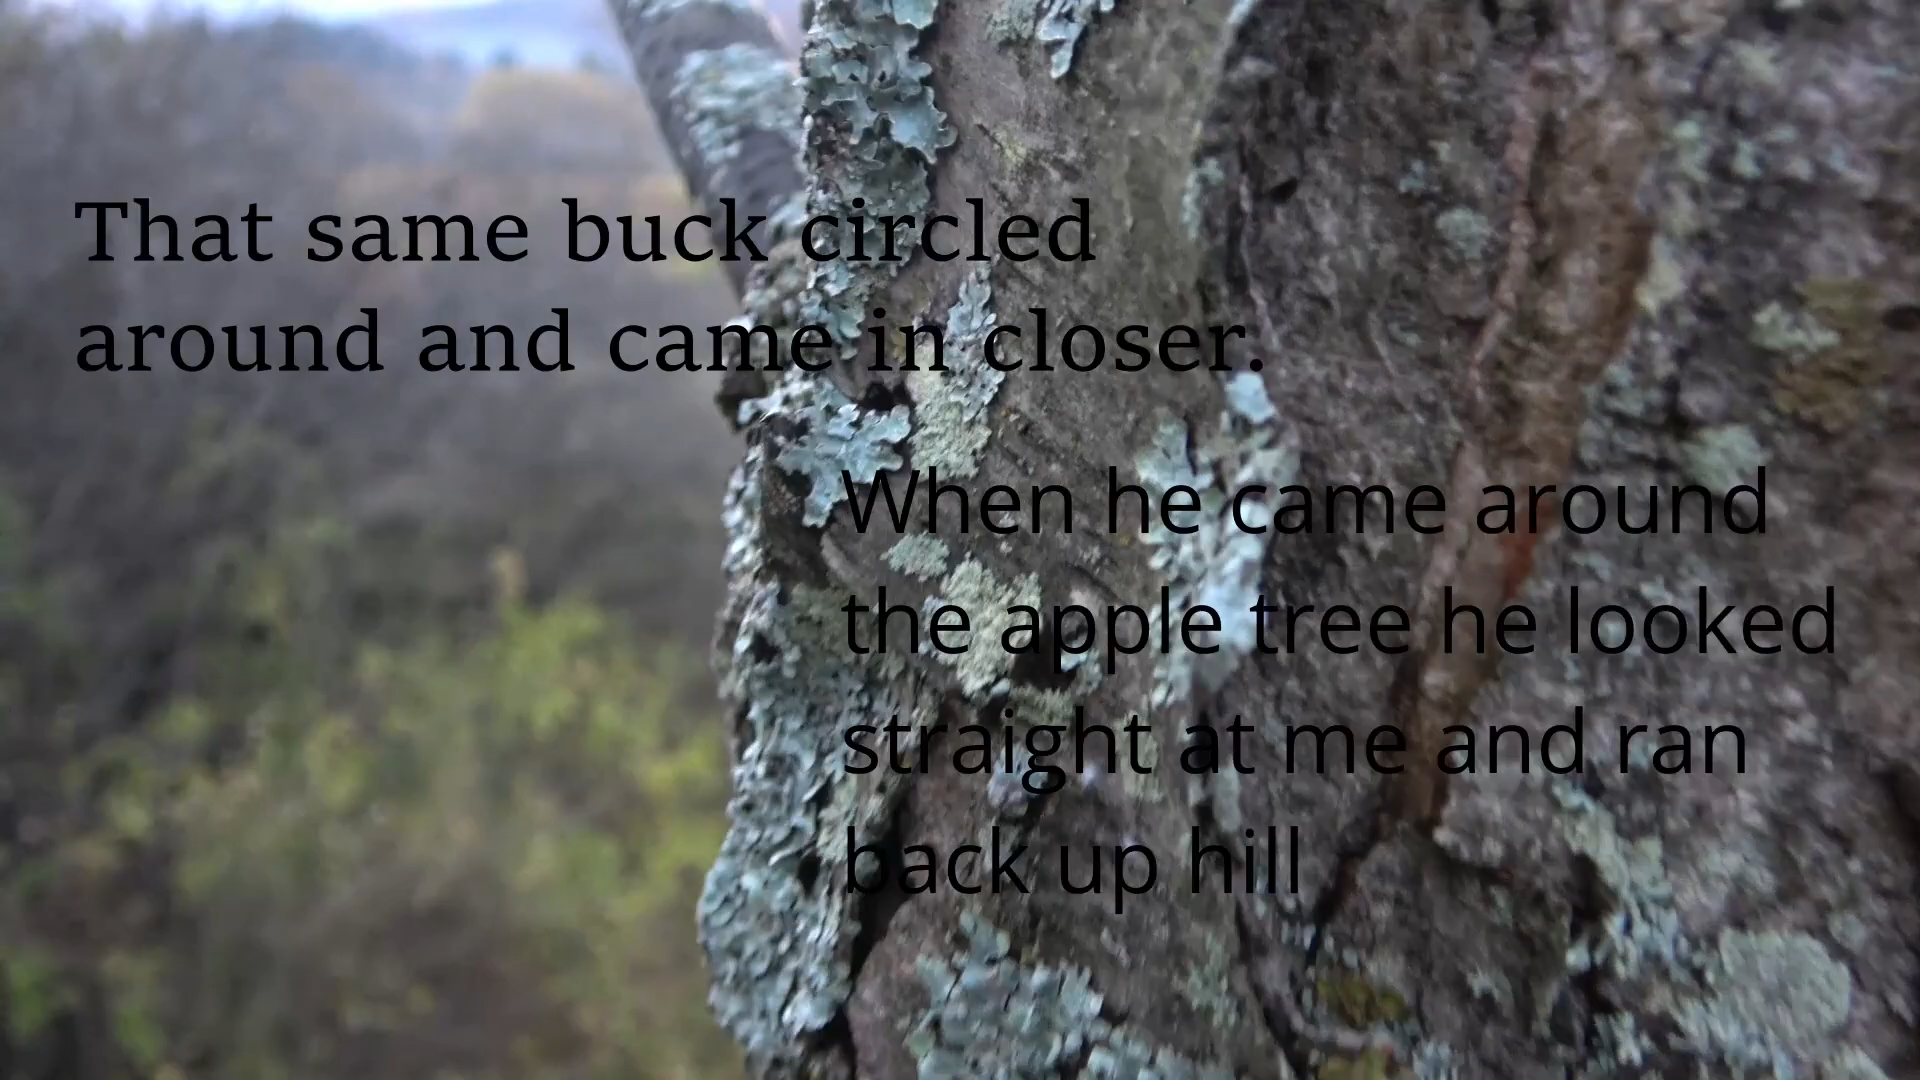 That same buck circled
around and came in closer.
When he came around
the apple tree he looked
straight at me and ran
back up hill